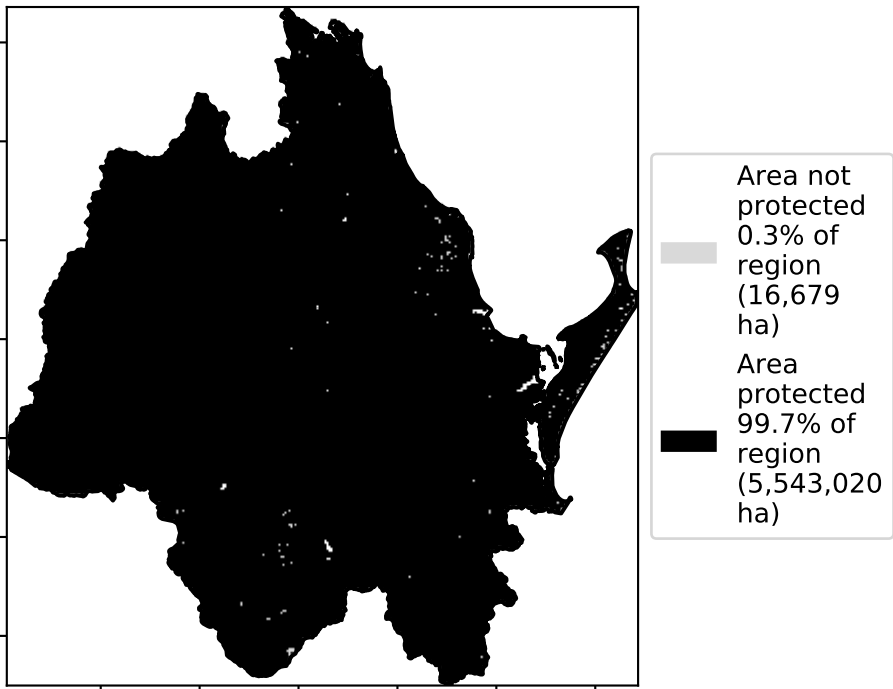 Area not
protected
0.3% of
region
(16,679
ha)
Area
protected
99.7% of
region
(5,543,020
ha)